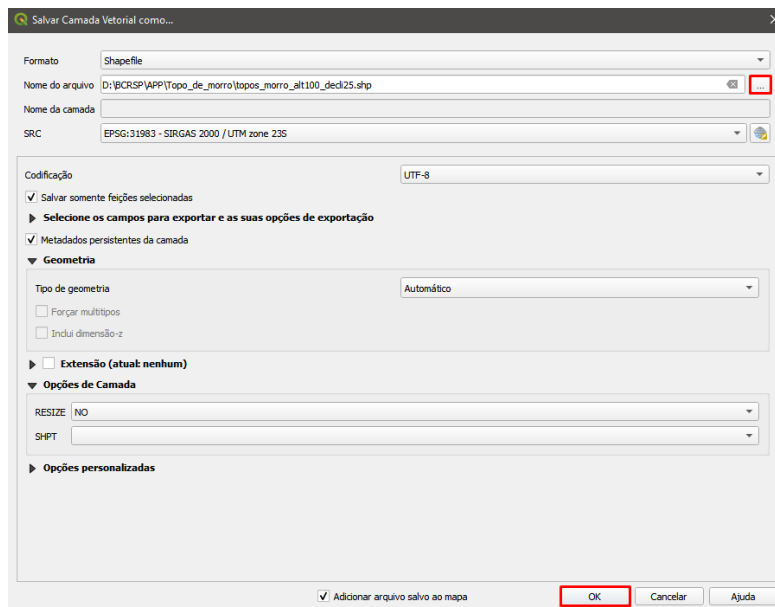 Salvar Camada Vetorial como...
Formato Shapefile
Nome do arquivo D:\BCRSP\APP\Topo_de_morro\topos_morro_alt100_decli25.shp ...
Nome da camada
SRC EPSG:31983 - SIRGAS 2000 / UTM zone 23S
Codificação UTF-8
Salvar somente feições selecionadas
Selecione os campos para exportar e as suas opções de exportação
Metadados persistentes da camada
Geometria
Tipo de geometria Automático
Forçar multitipos
Inclui dimensão-z
Extensão (atual: nenhum)
Opções de Camada
RESIZE NO
SHPT
Opções personalizadas
Adicionar arquivo salvo ao mapa OK Cancelar Ajuda